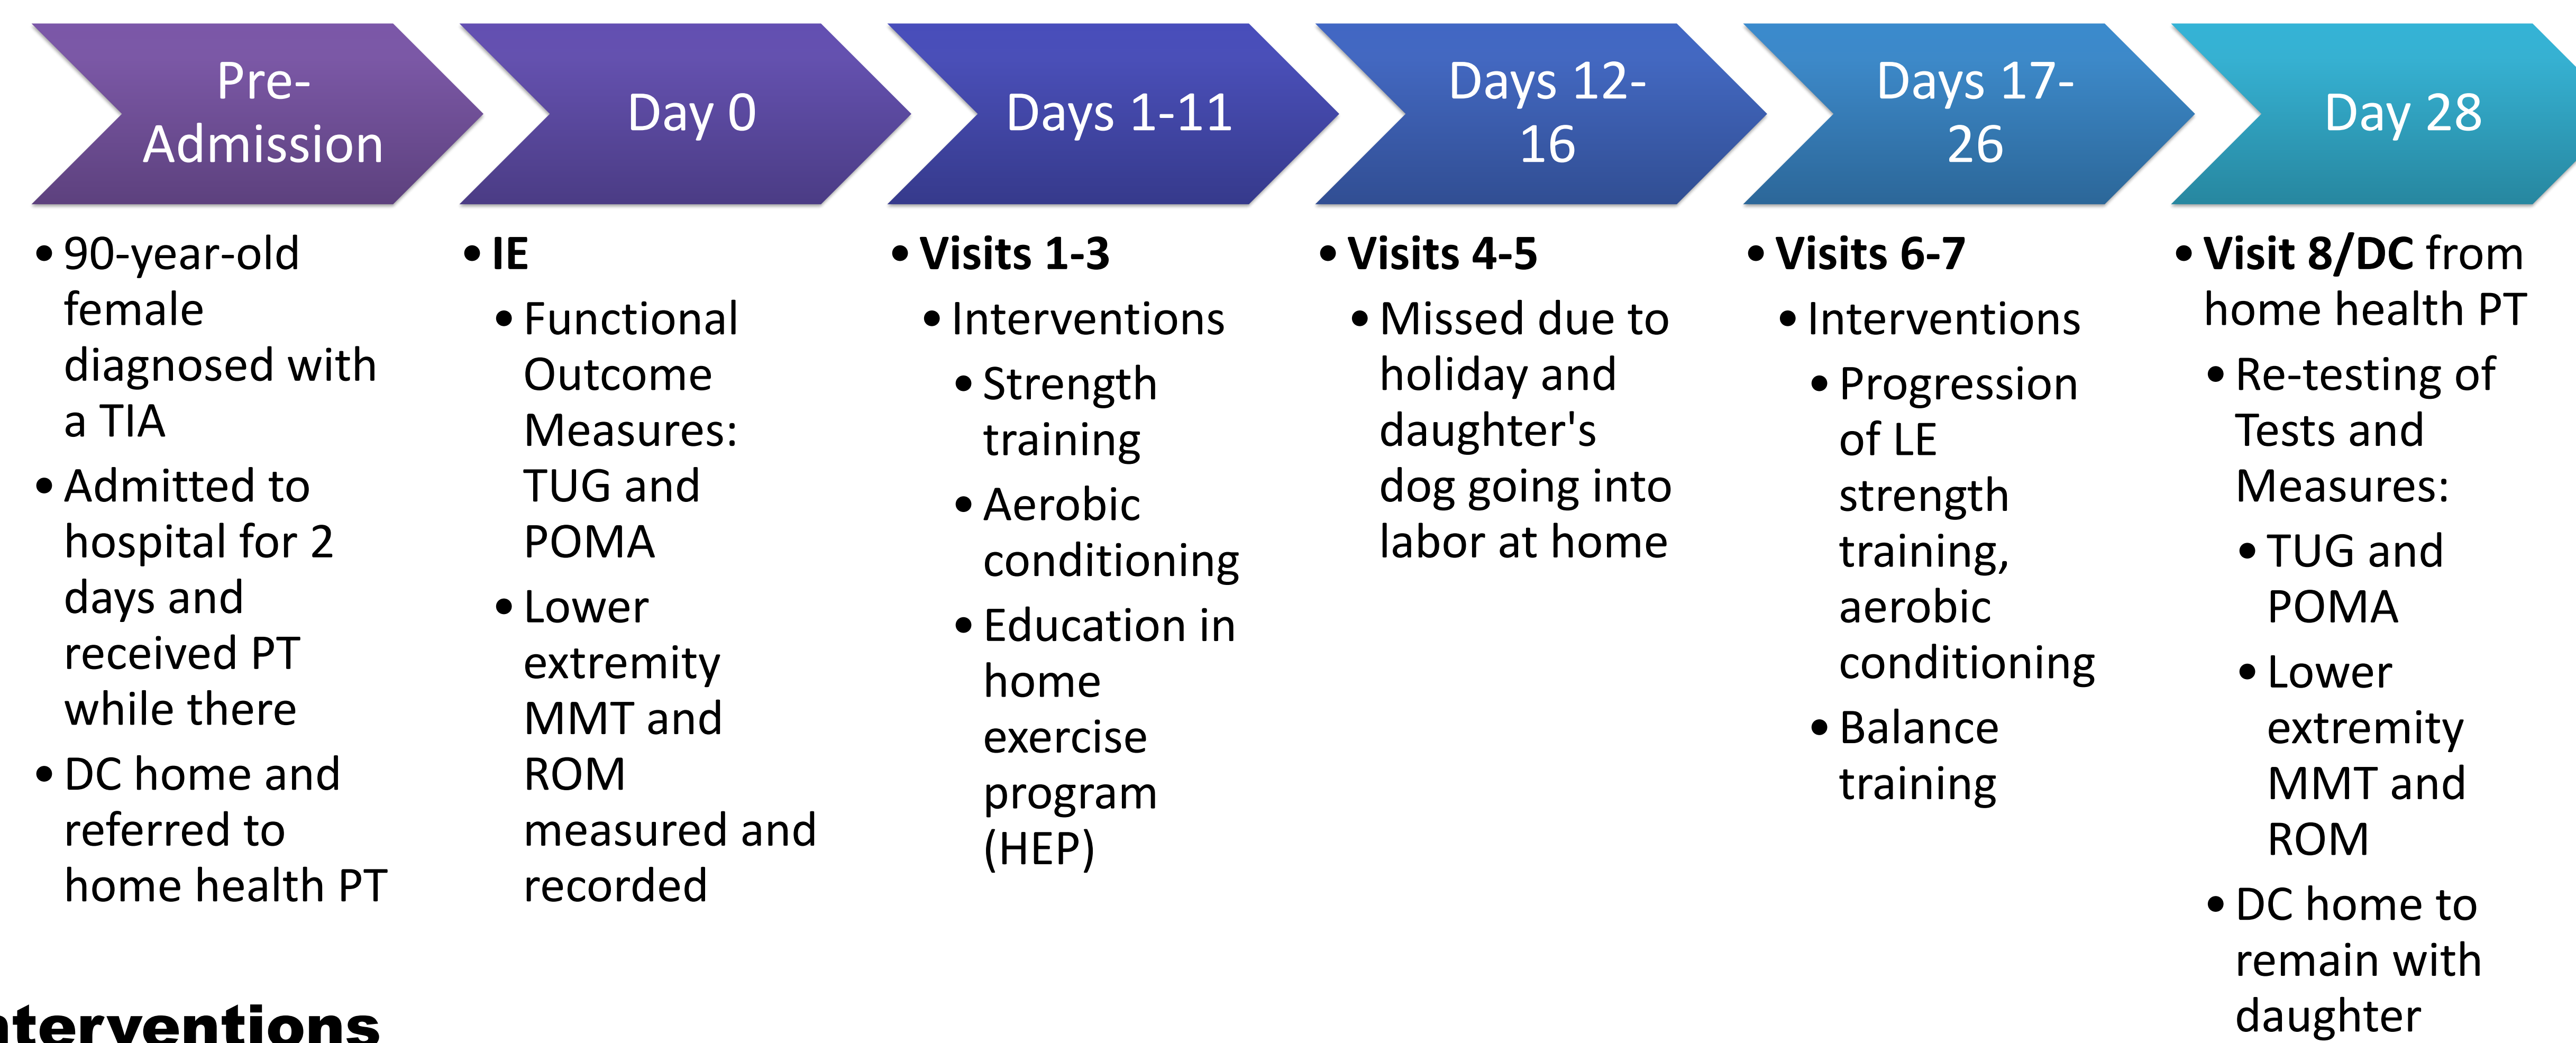 Pre-
Admission
• 90-year-old
female
diagnosed with
a TIA
• Admitted to
hospital for 2
days and
received PT
while there
• DC home and
referred to
home health PT
Day 0
• IE
• Functional
Outcome
Measures:
TUG and
POMA
• Lower
extremity
MMT and
ROM
measured and
recorded
Days 1-11
• Visits 1-3
• Interventions
• Strength
training
• Aerobic
conditioning
• Education in
home
exercise
program
(HEP)
Days 12-
16
• Visits 4-5
• Missed due to
holiday and
daughter's
dog going into
labor at home
Days 17-
26
• Visits 6-7
• Interventions
• Progression
of LE
strength
training,
aerobic
conditioning
• Balance
training
Day 28
• Visit 8/DC from
home health PT
• Re-testing of
Tests and
Measures:
• TUG and
POMA
• Lower
extremity
MMT and
ROM
• DC home to
remain with
daughter
nterventions